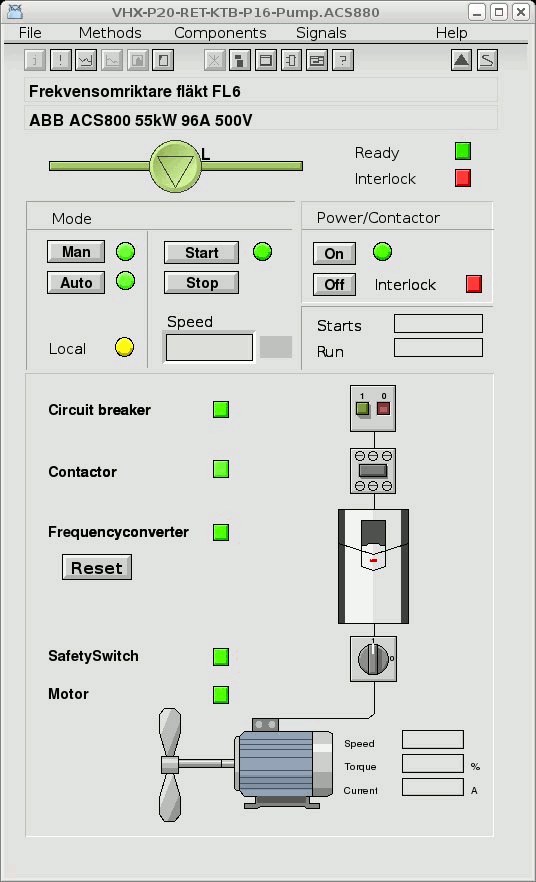 VHX-P20-RET-KTB-P16-Pump.ACS880
File Methods Components Signals Help
i ! ?
Frekvensomriktare fläkt FL6
ABB ACS800 55kW 96A 500V
L
Ready
Interlock
Mode
Power/Contactor
Man
Start
On
Auto
Stop
Off
Interlock
Speed
Local
Starts
Run
Circuit breaker
1 0
Contactor
Frequencyconverter
Reset
SafetySwitch
1
0
Motor
Speed
Torque %
Current A